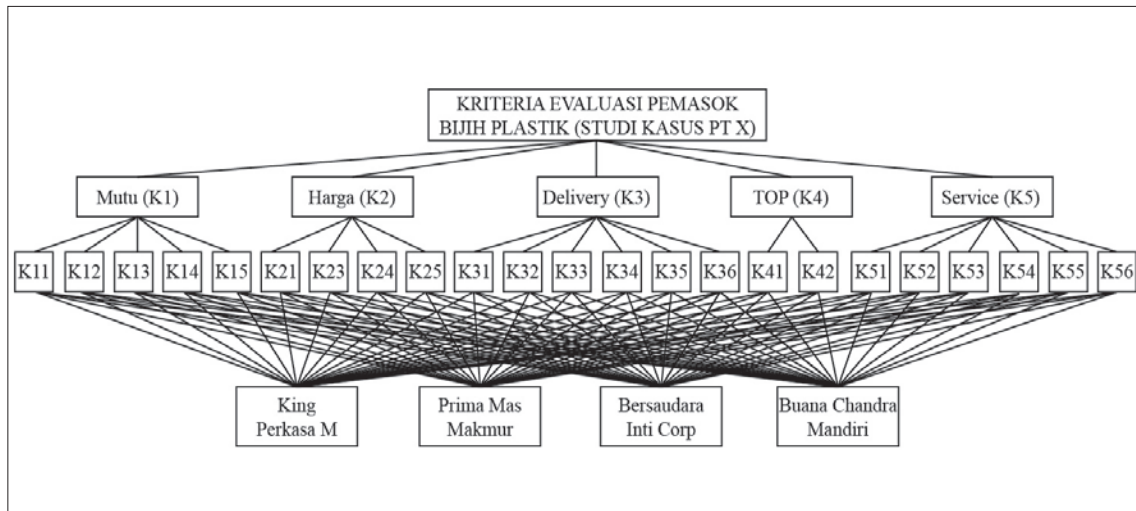 KRITERIA EVALUASI PEMASOK
BIJIH PLASTIK (STUDI KASUS PT X)
Mutu (K1)
Harga (K2)
Delivery (K3)
TOP (K4)
Service (K5)
K11
K12
K13
K14
K15
K21
K23
K24
K25
K31
K32
K33
K34
K35
K36
K41
K42
K51
K52
K53
K54
K55
K56
King
Perkasa M
Prima Mas
Makmur
Bersaudara
Inti Corp
Buana Chandra
Mandiri